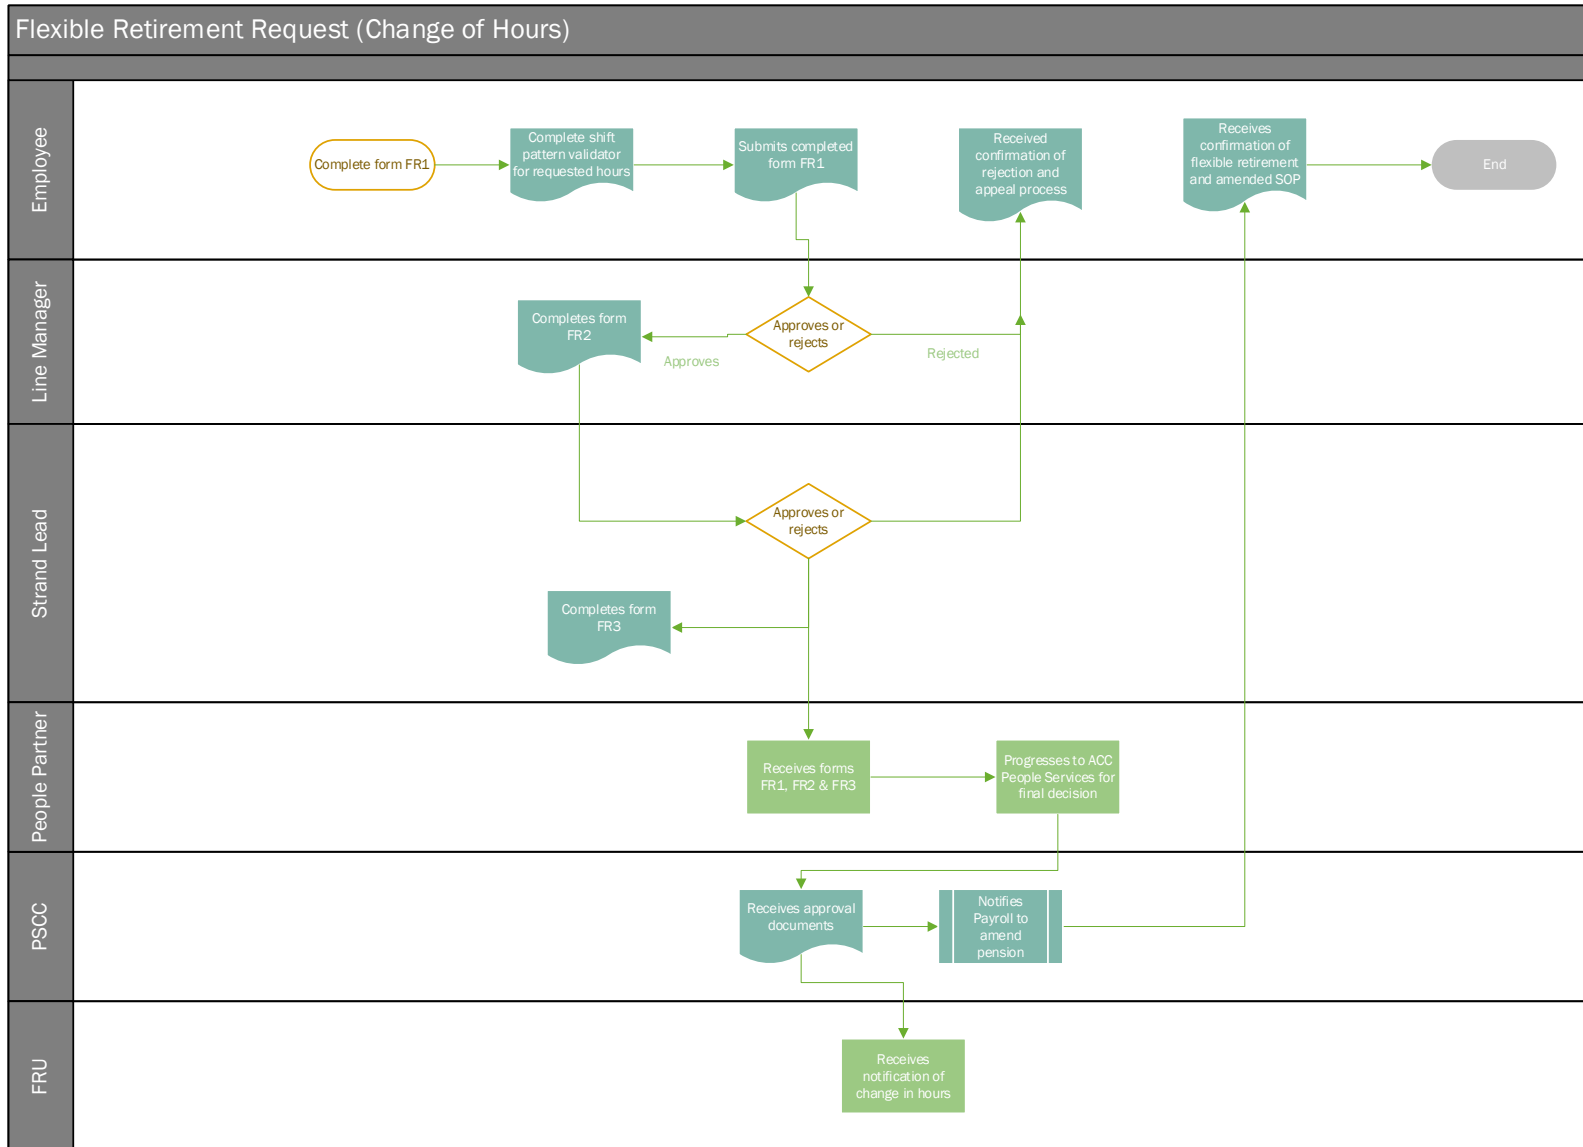 Flexible Retirement Request (Change of Hours)
Employee
Complete form FR1
Complete shift
pattern validator
for requested hours
Submits completed
form FR1
Received
confirmation of
rejection and
appeal process
Receives
confirmation of
flexible retirement
and amended SOP
End
Line Manager
Completes form
FR2
Approves
Approves or
rejects
Rejected
Strand Lead
Approves or
rejects
Completes form
FR3
People Partner
Receives forms
FR1, FR2 & FR3
Progresses to ACC
People Services for
final decision
PSCC
Receives approval
documents
Notifies
Payroll to
amend
pension
FRU
Receives
notification of
change in hours